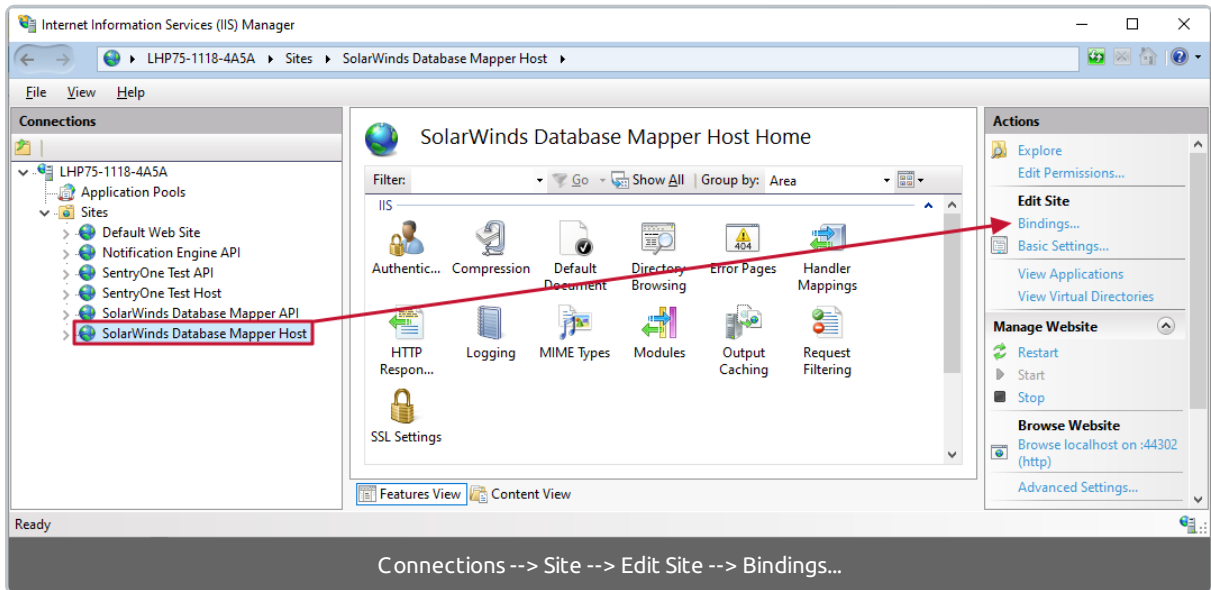 Internet Information Services (IIS) Manager
LHP75-1118-4A5A Sites SolarWinds Database Mapper Host
File View Help
Connections
LHP75-1118-4A5A
Application Pools
Sites
Default Web Site
Notification Engine API
SentryOne Test API
SentryOne Test Host
SolarWinds Database Mapper API
SolarWinds Database Mapper Host
SolarWinds Database Mapper Host Home
Filter: Go Show All Group by: Area
IIS
Authentic... Compression Default Document Directory Browsing Error Pages Handler Mappings
404
HTTP Respon... Logging MIME Types Modules Output Caching Request Filtering
SSL Settings
Features View Content View
Actions
Explore
Edit Permissions...
Edit Site
Bindings...
Basic Settings...
View Applications
View Virtual Directories
Manage Website
Restart
Start
Stop
Browse Website
Browse localhost on :44302
(http)
Advanced Settings...
Ready
Connections --> Site --> Edit Site --> Bindings...